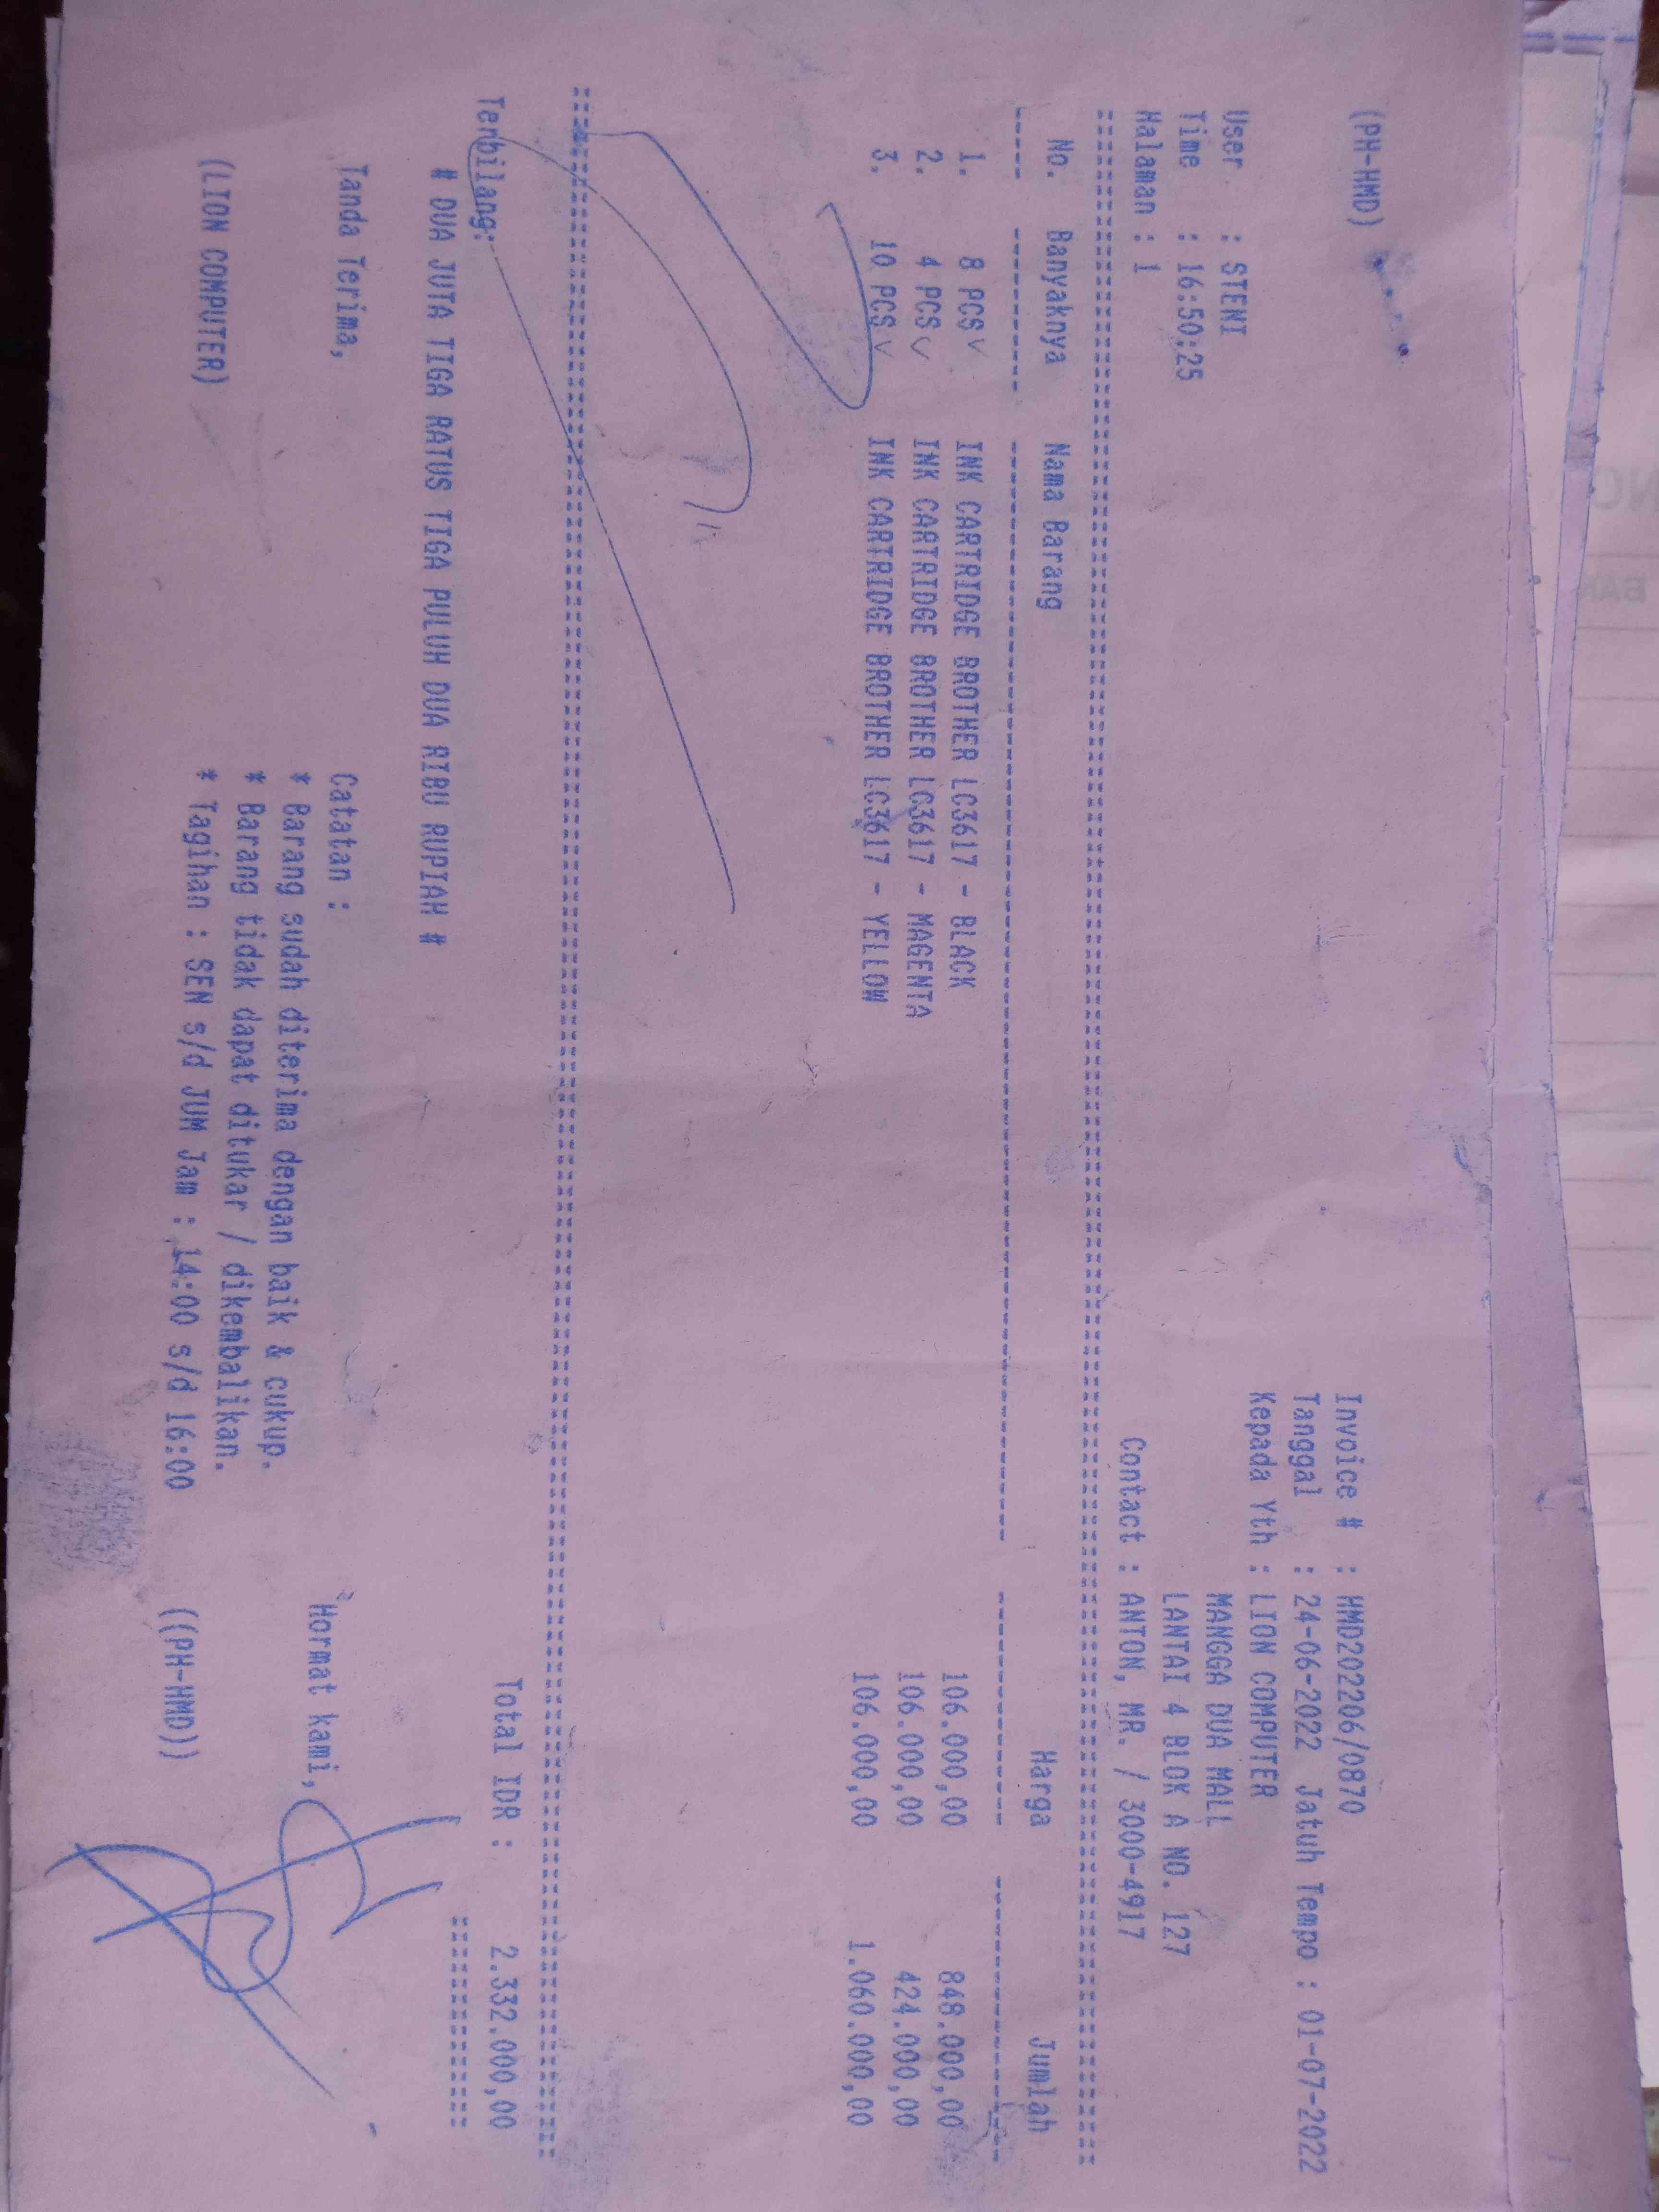 (PH-HMD)
Invoice # : HMD202206/0870
Tanggal : 24-06-2022 Jatuh Tempo : 01-07-2022
User : STENI Kepada Yth : LION COMPUTER
Time : 16:50:25 MANGGA DUA MALL
Halaman : 1 LANTAI 4 BLOK A NO. 127
Contact : ANTON, MR. / 3000-4917
No. Banyaknya Nama Barang Harga Jumlah
1. 8 PCS INK CARTRIDGE BROTHER LC3617 - BLACK 106.000,00 848.000,00
2. 4 PCS INK CARTRIDGE BROTHER LC3617 - MAGENTA 106.000,00 424.000,00
3. 10 PCS INK CARTRIDGE BROTHER LC3617 - YELLOW 106.000,00 1.060.000,00
Terbilang: Total IDR : 2.332.000,00
# DUA JUTA TIGA RATUS TIGA PULUH DUA RIBU RUPIAH #
Tanda Terima, Catatan : Hormat kami,
* Barang sudah diterima dengan baik & cukup.
* Barang tidak dapat ditukar / dikembalikan.
(LION COMPUTER) * Tagihan : SEN s/d JUM Jam : 14:00 s/d 16:00 ((PH-HMD))